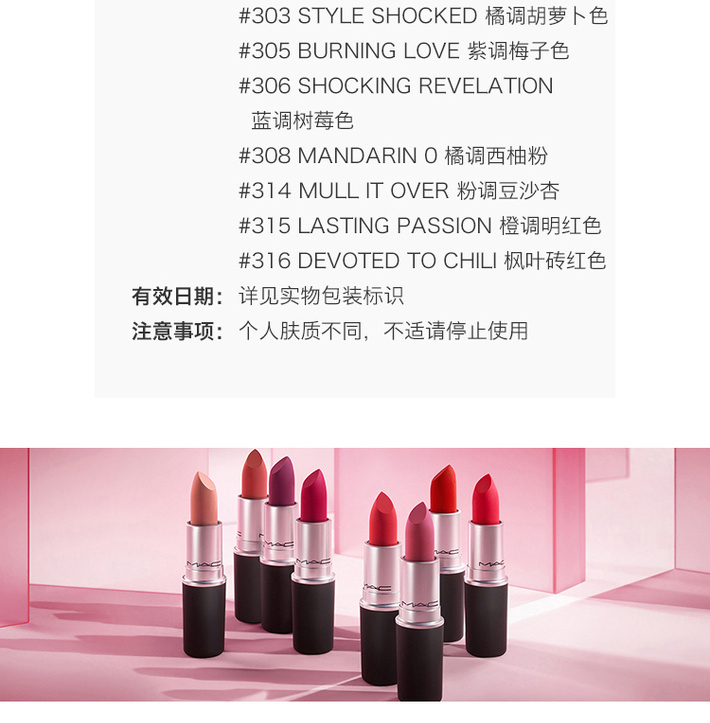 #303 STYLE SHOCKED 橘调胡萝卜色
#305 BURNING LOVE 紫调梅子色
#306 SHOCKING REVELATION
蓝调树莓色
#308 MANDARIN O 橘调西柚粉
#314 MULL IT OVER 粉调豆沙杏
#315 LASTING PASSION 橙调明红色
#316 DEVOTED TO CHILI 枫叶砖红色
有效日期： 详见实物包装标识
注意事项： 个人肤质不同，不适请停止使用
MAC
MAC
MAC
MAC
MAC
MAC
MAC